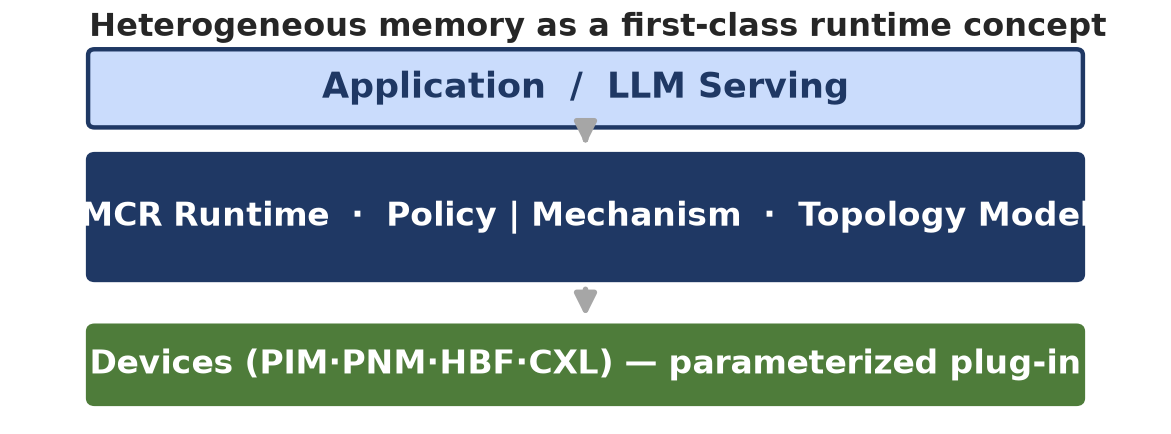 Heterogeneous memory as a first-class runtime concept
Application / LLM Serving
MCR Runtime · Policy | Mechanism · Topology Model
Devices (PIM·PNM·HBF·CXL) — parameterized plug-in